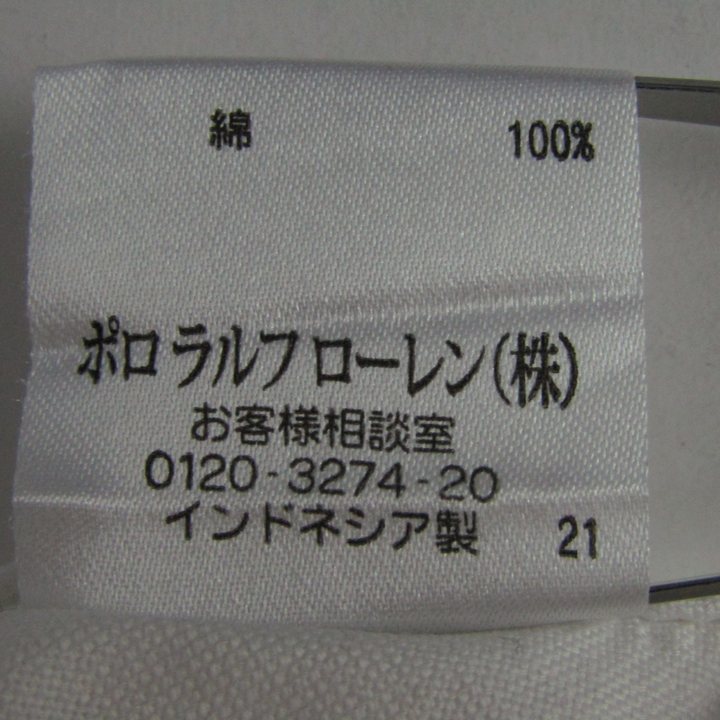 綿 100%
ポロ ラルフ ローレン(株)
お客様相談室
0120-3274-20
インドネシア製 21